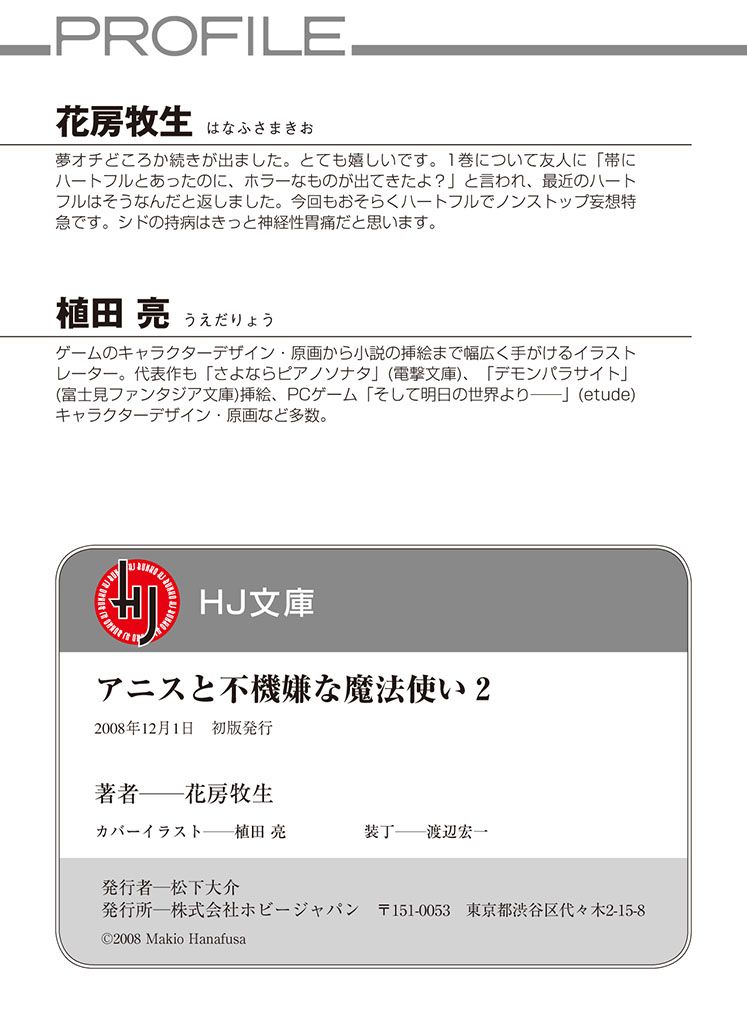 PROFILE
花房牧生 はなふさまきお
夢オチどころか続きが出ました。とても嬉しいです。1巻について友人に「帯に
ハートフルとあったのに、ホラーなものが出てきたよ？」と言われ、最近のハート
フルはそうなんだと返しました。今回もおそらくハートフルでノンストップ妄想特
急です。シドの持病はきっと神経性胃痛だと思います。
植田 亮 うえだりょう
ゲームのキャラクターデザイン・原画から小説の挿絵まで幅広く手がけるイラスト
レーター。代表作も「さよならピアノソナタ」(電撃文庫)、「デモンパラサイト」
(富士見ファンタジア文庫)挿絵、PCゲーム「そして明日の世界より――」(etude)
キャラクターデザイン・原画など多数。
HJ
HJ文庫
アニスと不機嫌な魔法使い 2
2008年12月1日 初版発行
著者――花房牧生
カバーイラスト――植田 亮 装丁――渡辺宏一
発行者―松下大介
発行所―株式会社ホビージャパン 〒151-0053 東京都渋谷区代々木2-15-8
©2008 Makio Hanafusa